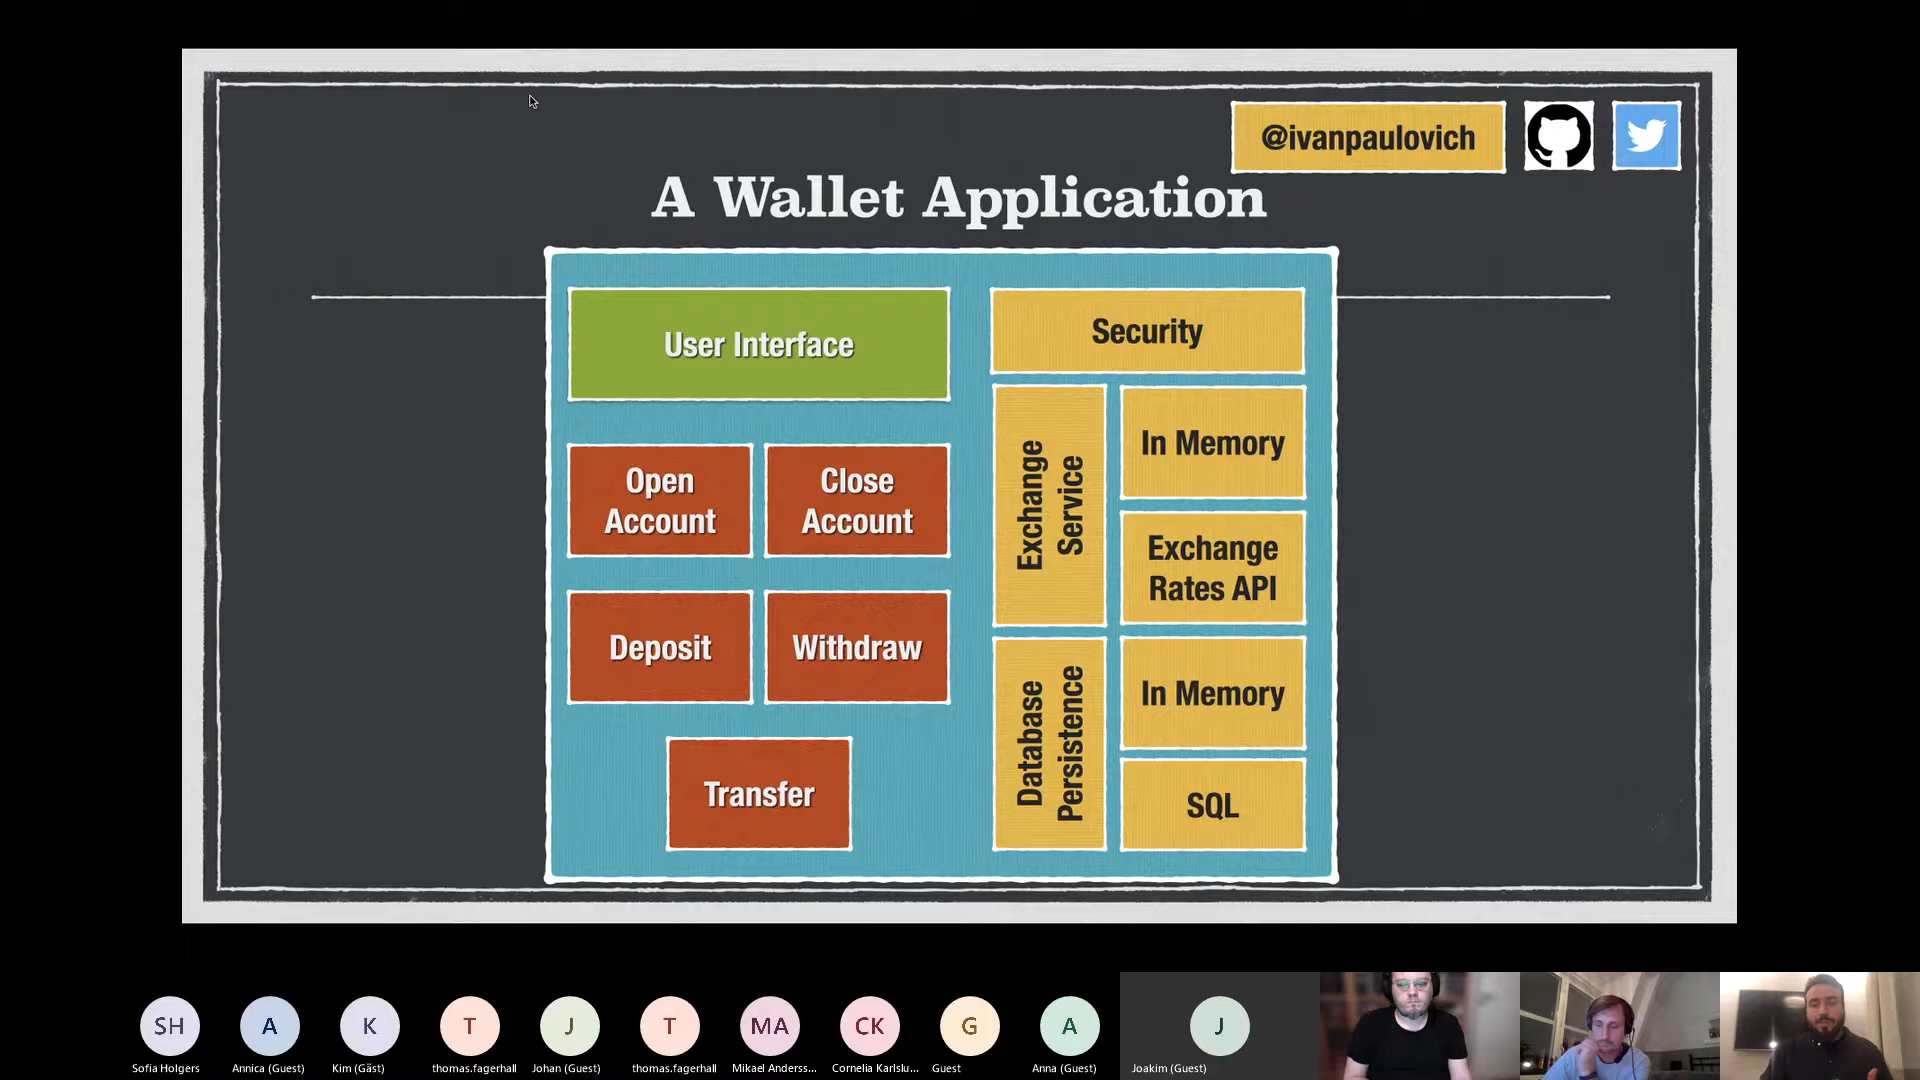 @ivanpaulovich
A Wallet Application
User Interface
Security
Open
Account
Close
Account
Deposit
Withdraw
Transfer
Exchange
Service
In Memory
Exchange
Rates API
Database
Persistence
In Memory
SQL
SH
A
K
T
J
T
MA
CK
G
A
J
Sofia Holgers
Annica (Guest)
Kim (Gäst)
thomas.fagerhall
Johan (Guest)
thomas.fagerhall
Mikael Anderss...
Cornelia Karlslu...
Guest
Anna (Guest)
Joakim (Guest)